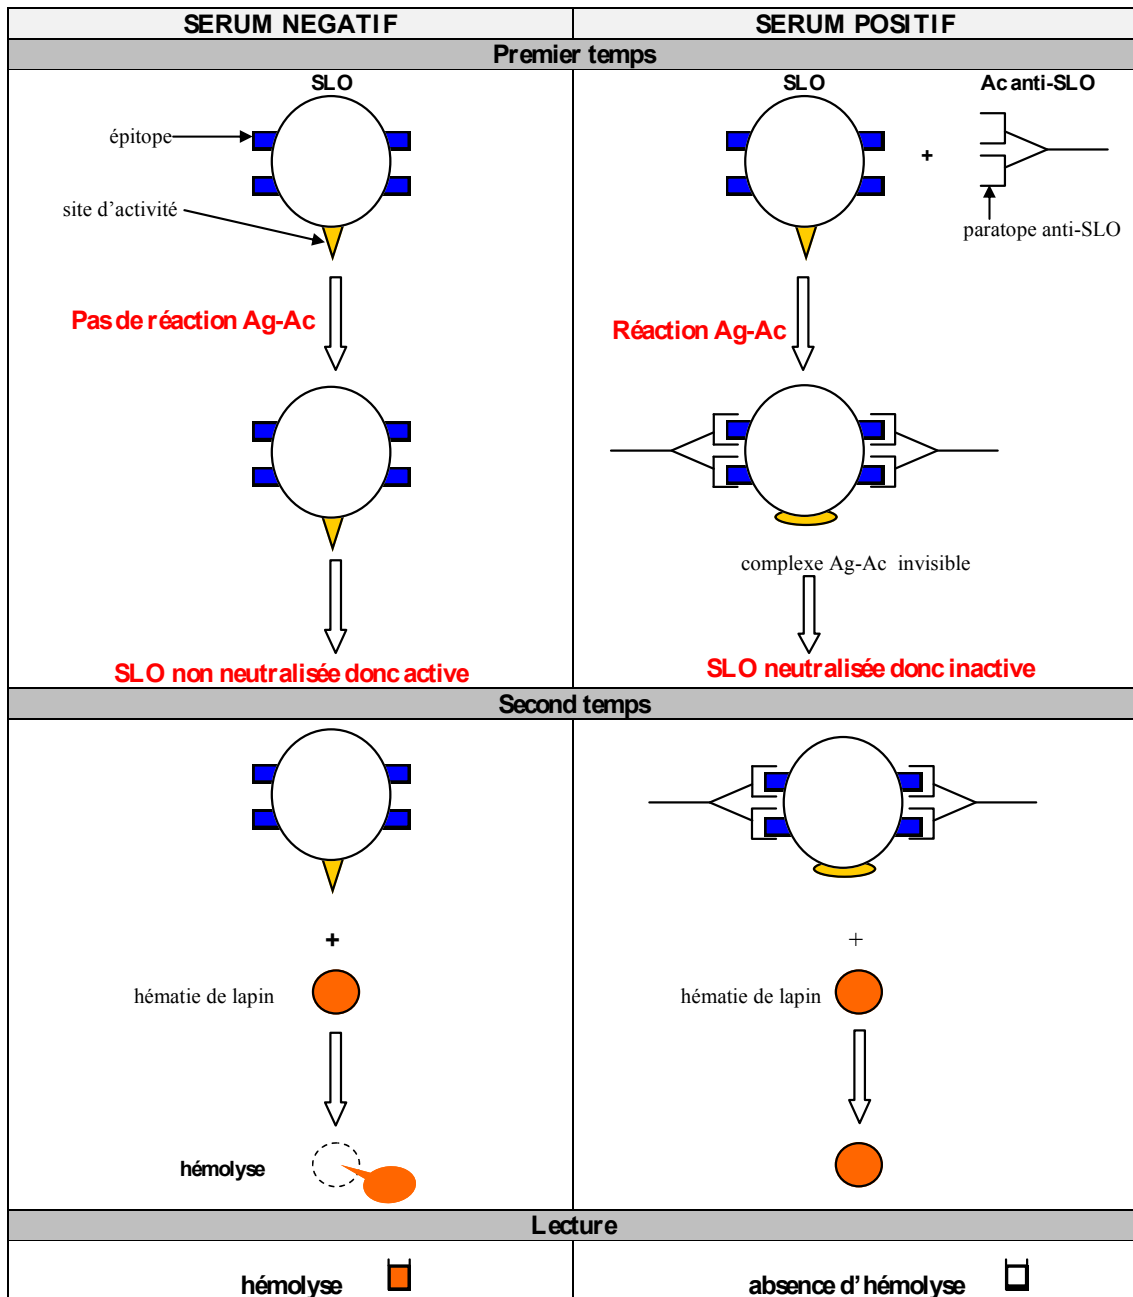 SERUM NEGATIF
SERUM POSITIF
Premier temps
SLO
épitope
site d'activité
Pas de réaction Ag-Ac
SLO non neutralisée donc active
SLO
Ac anti-SLO
+
paratope anti-SLO
Réaction Ag-Ac
complexe Ag-Ac invisible
SLO neutralisée donc inactive
Second temps
+
hématie de lapin
hémolyse
+
hématie de lapin
Lecture
hémolyse
absence d'hémolyse